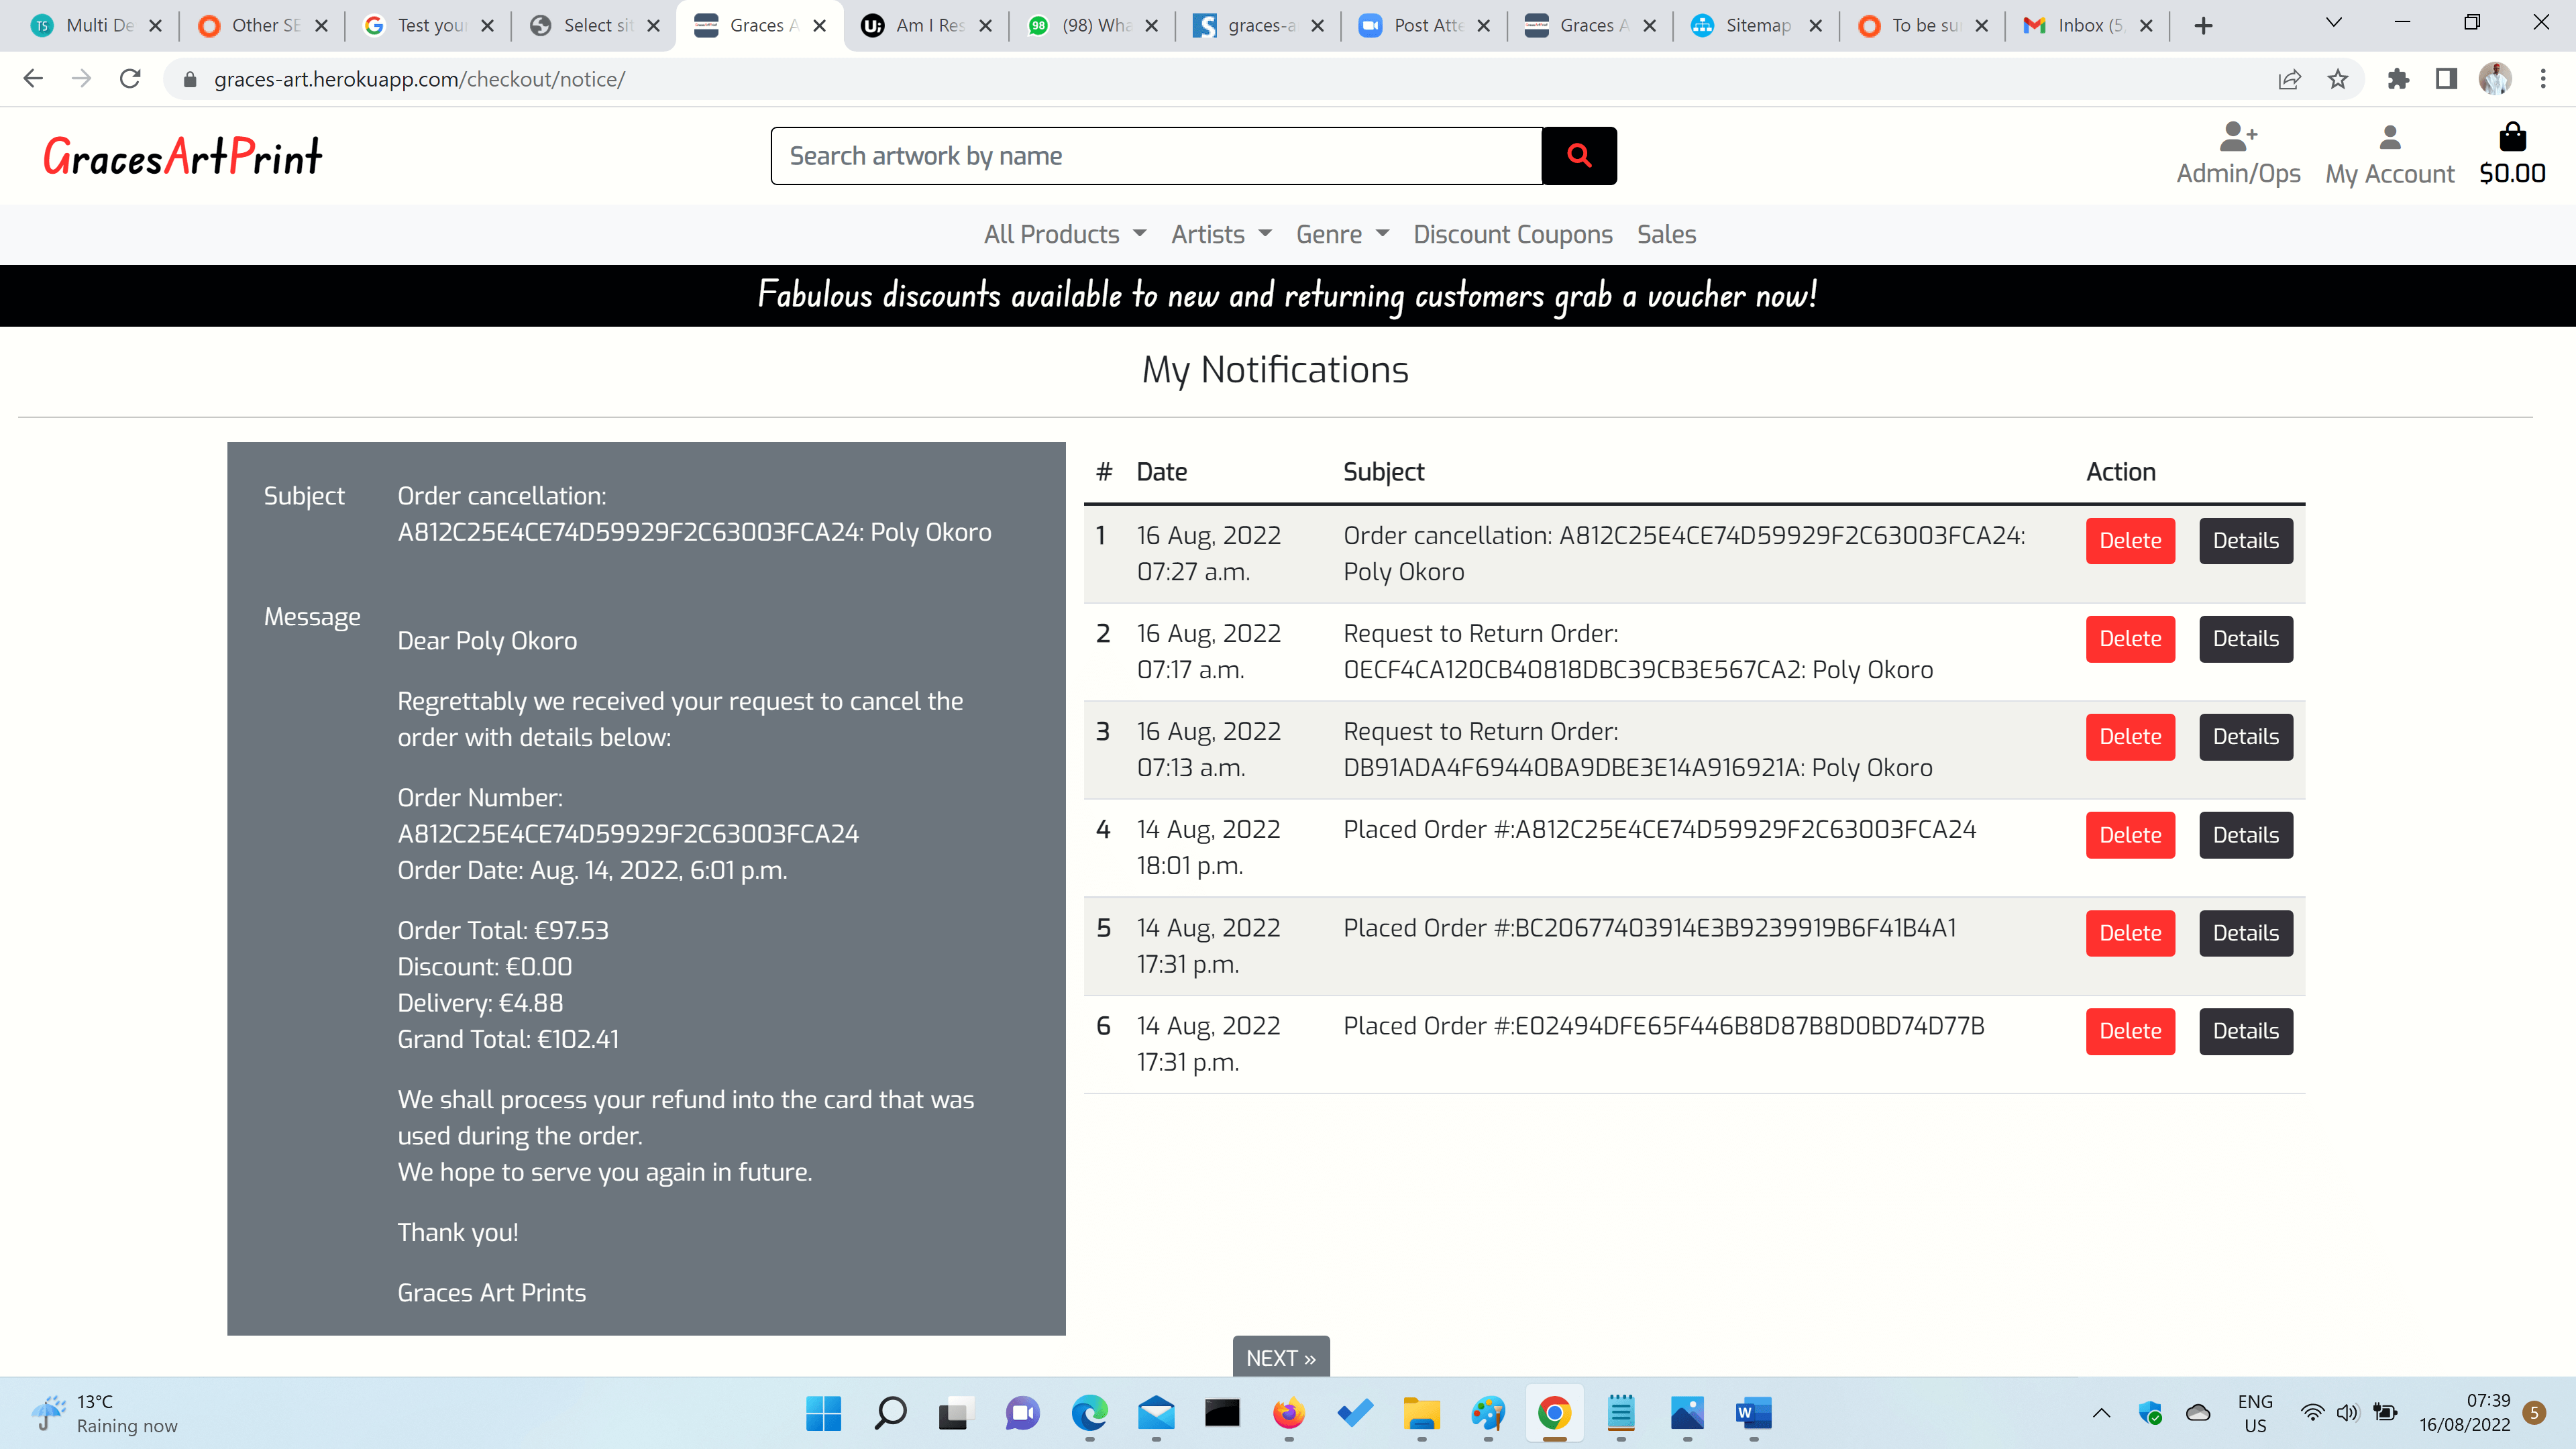 Multi De
Other SE
Test your
Select sit
Graces A
Am I Res
(98) Wha
graces-a
Post Atte
Graces A
Sitemap
To be su
Inbox (5,
graces-art.herokuapp.com/checkout/notice/
GracesArtPrint
Search artwork by name
Admin/Ops
My Account
$0.00
All Products
Artists
Genre
Discount Coupons
Sales
Fabulous discounts available to new and returning customers grab a voucher now!
My Notifications
Subject
Order cancellation:
A812C25E4CE74D59929F2C63003FCA24: Poly Okoro
Message
Dear Poly Okoro
Regrettably we received your request to cancel the
order with details below:
Order Number:
A812C25E4CE74D59929F2C63003FCA24
Order Date: Aug. 14, 2022, 6:01 p.m.
Order Total: €97.53
Discount: €0.00
Delivery: €4.88
Grand Total: €102.41
We shall process your refund into the card that was
used during the order.
We hope to serve you again in future.
Thank you!
Graces Art Prints
# Date Subject Action
1 16 Aug, 2022 Order cancellation: A812C25E4CE74D59929F2C63003FCA24: Delete Details
07:27 a.m. Poly Okoro
2 16 Aug, 2022 Request to Return Order: Delete Details
07:17 a.m. 0ECF4CA120CB40818DBC39CB3E567CA2: Poly Okoro
3 16 Aug, 2022 Request to Return Order: Delete Details
07:13 a.m. DB91ADA4F69440BA9DBE3E14A916921A: Poly Okoro
4 14 Aug, 2022 Placed Order #:A812C25E4CE74D59929F2C63003FCA24 Delete Details
18:01 p.m.
5 14 Aug, 2022 Placed Order #:BC20677403914E3B9239919B6F41B4A1 Delete Details
17:31 p.m.
6 14 Aug, 2022 Placed Order #:E02494DFE65F446B8D87B8D0BD74D77B Delete Details
17:31 p.m.
NEXT »
13°C
Raining now
ENG
US
07:39
16/08/2022
5